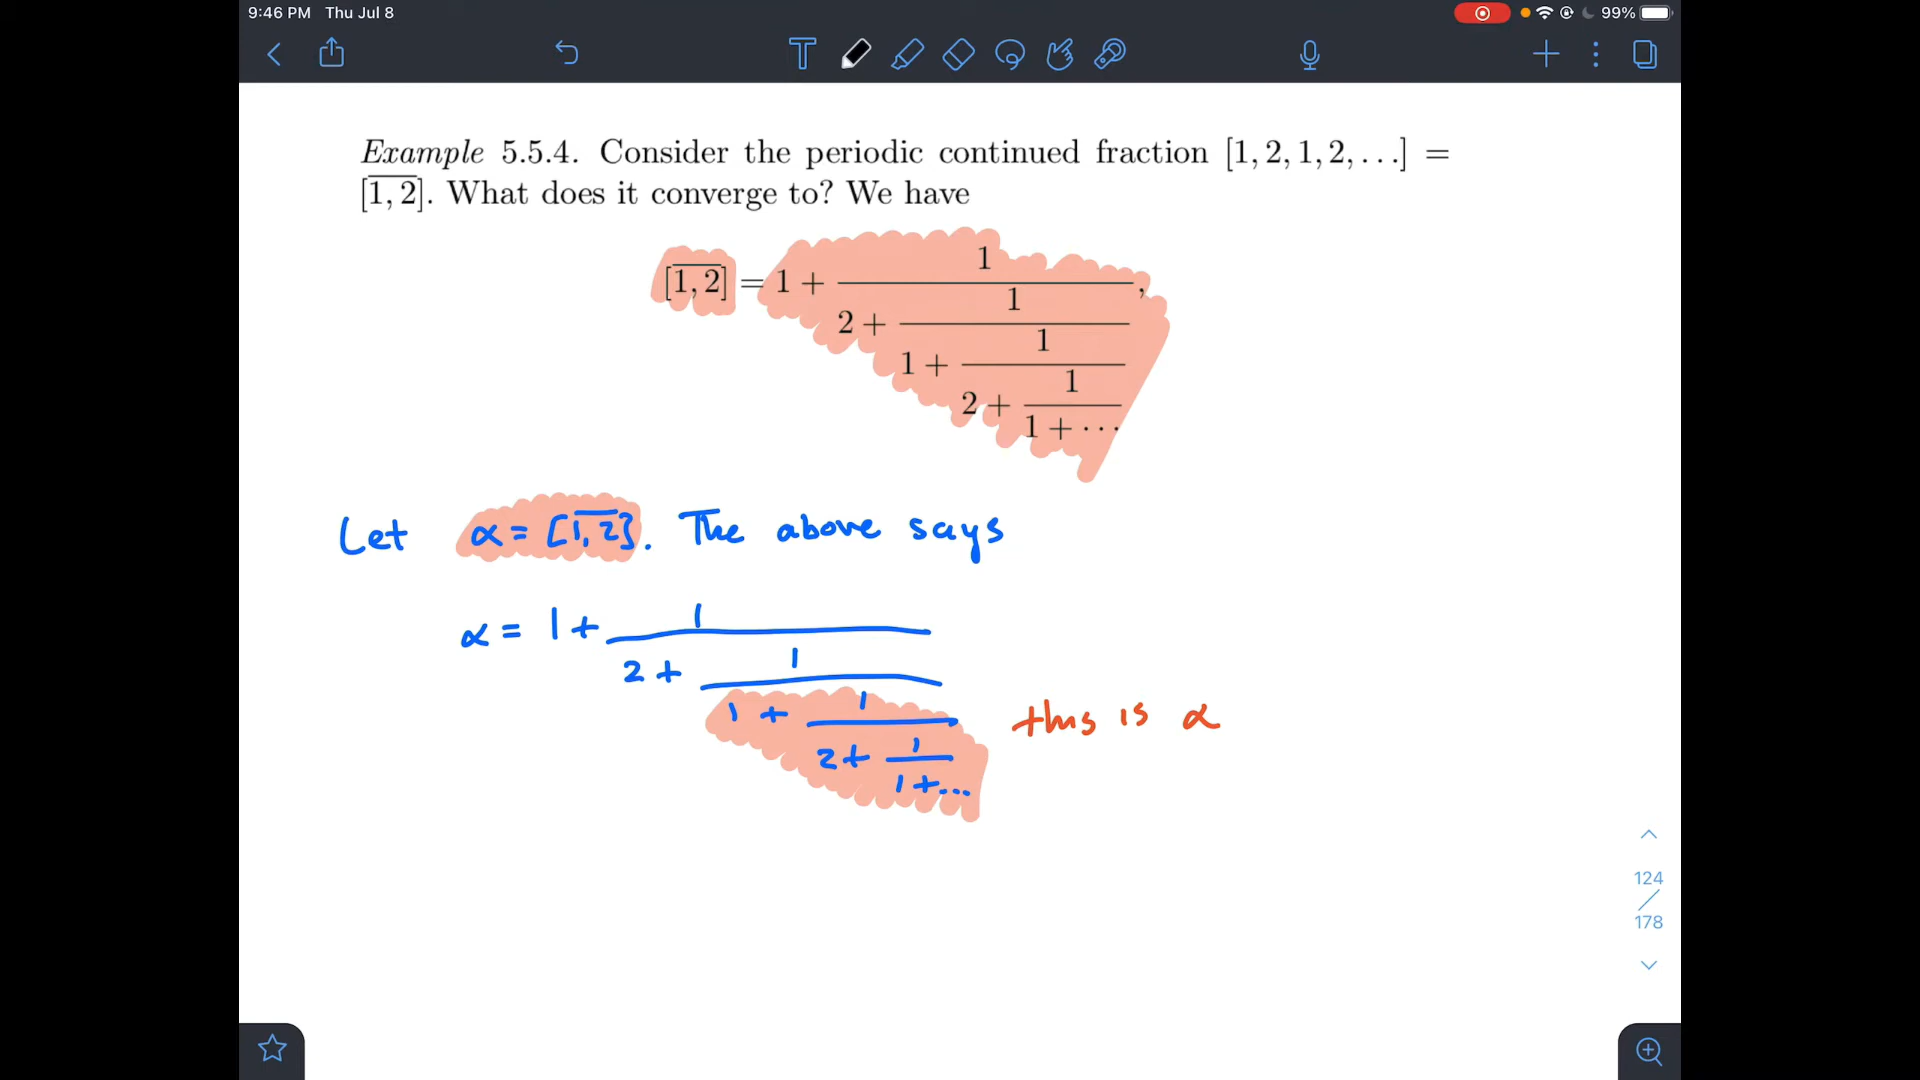 9:46 PM Thu Jul 8
99%
Example 5.5.4. Consider the periodic continued fraction [1, 2, 1, 2, . . .] =
[1̅,̅ ̅2̅]. What does it converge to? We have
[1̅,̅ ̅2̅] = 1 + 1
2 + 1
1 + 1
2 + 1
1 + · · ·
,
Let α = [1̅,̅ ̅2̅]. The above says
α = 1 + 1
2 + 1
1 + 1
2 + 1
1 + ...
this is α
124
/
178